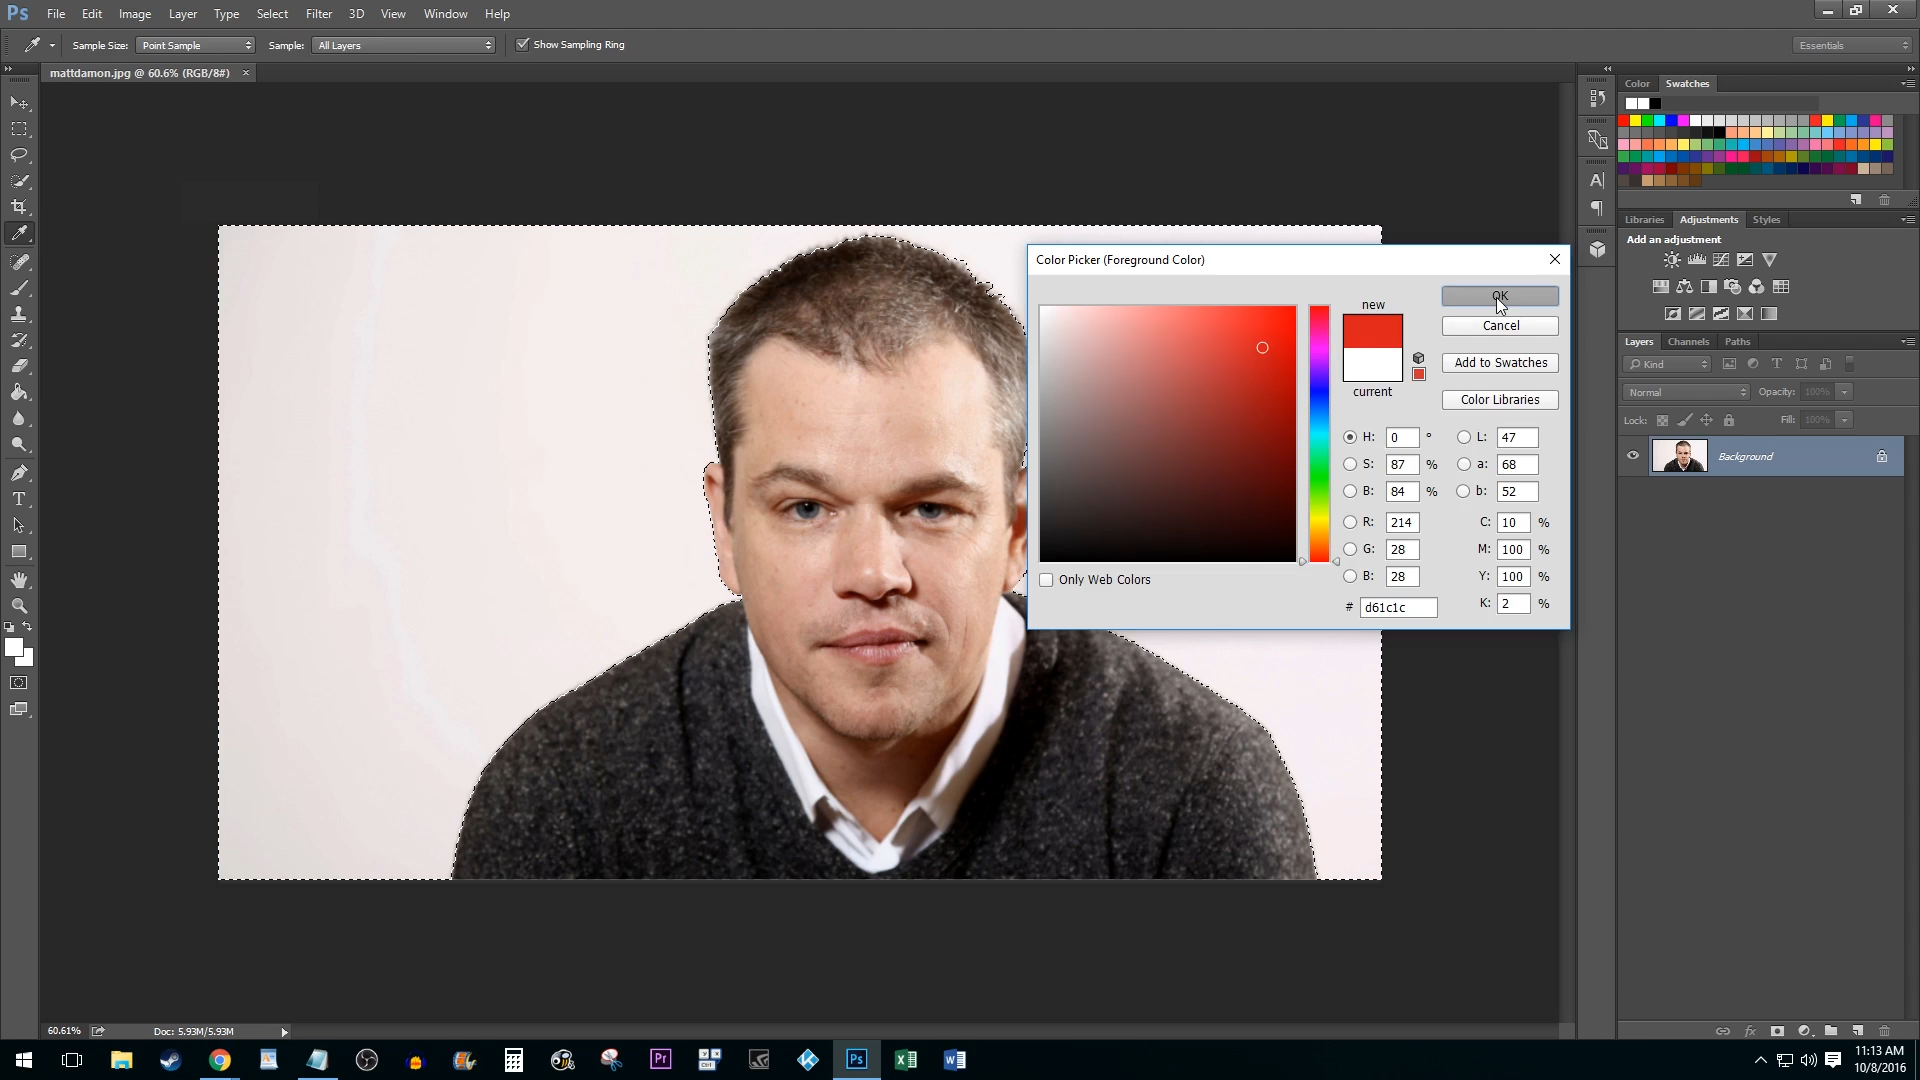 Ps File Edit Image Layer Type Select Filter 3D View Window Help
Sample Size: Point Sample Sample: All Layers Show Sampling Ring Essentials
mattdamon.jpg @ 60.6% (RGB/8#) ×
Color Swatches
Libraries Adjustments Styles
Add an adjustment
Color Picker (Foreground Color)
new
OK
Cancel
Add to Swatches
current
Color Libraries
H: 0 ° L: 47
S: 87 % a: 68
B: 84 % b: 52
R: 214 C: 10 %
G: 28 M: 100 %
B: 28 Y: 100 %
Only Web Colors
# d61c1c K: 2 %
Layers Channels Paths
Kind
Normal Opacity: 100%
Lock: Fill: 100%
Background
60.61% Doc: 5.93M/5.93M
Pr
Ps
11:13 AM
10/8/2016